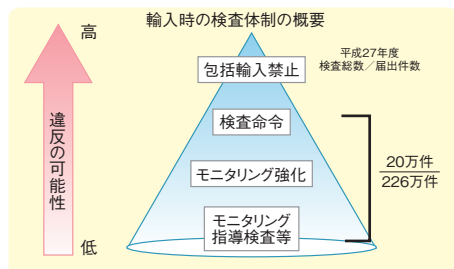 輸入時の検査体制の概要
高
違反の可能性
低
包括輸入禁止
検査命令
モニタリング強化
モニタリング
指導検査等
平成27年度
検査総数／届出件数
20万件
226万件